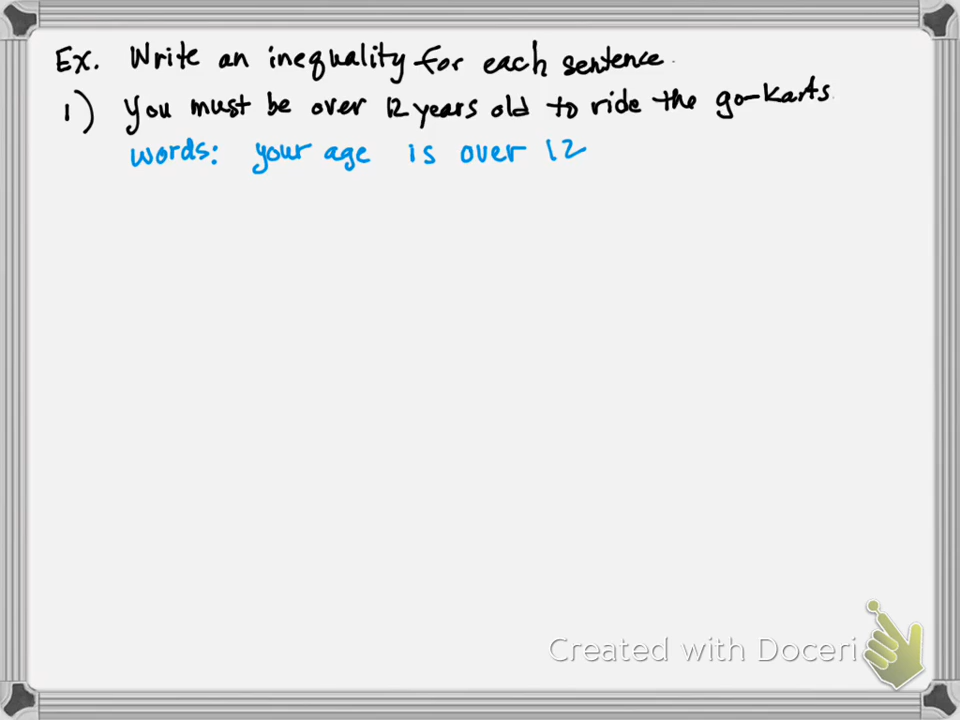 Ex. Write an inequality for each sentence.
1) You must be over 12 years old to ride the go-karts.
words: your age is over 12
Created with Doceri